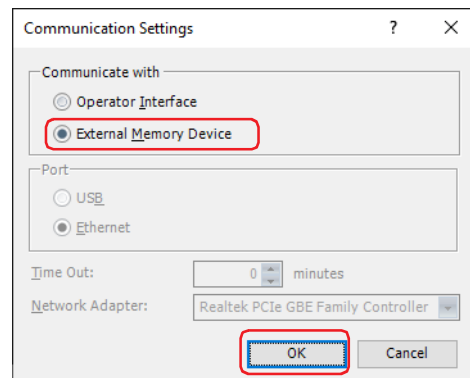 Communication Settings ?
Communicate with
Operator Interface
External Memory Device
Port
USB
Ethernet
Time Out: 0 minutes
Network Adapter: Realtek PCIe GBE Family Controller
OK Cancel